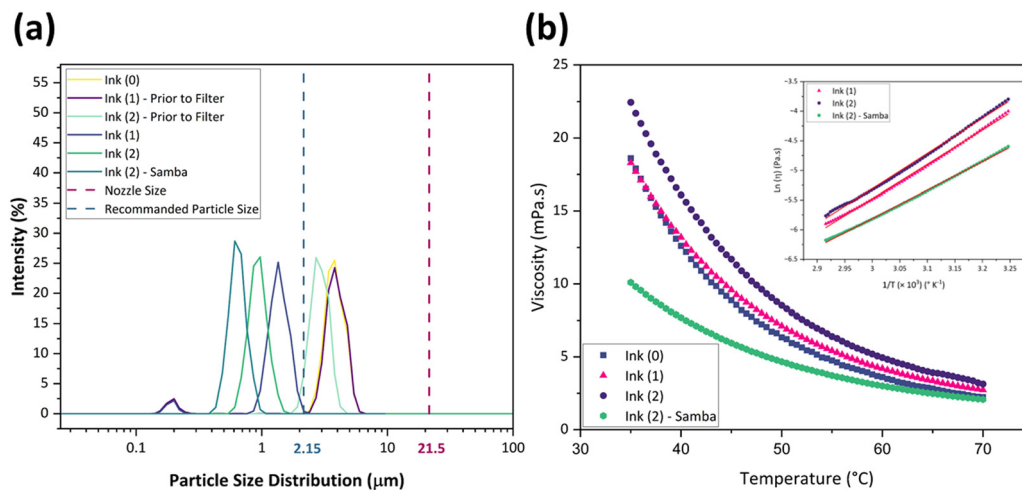 (a)
Intensity (%)
55
50
45
40
35
30
25
20
15
10
5
0
Ink (0)
Ink (1) - Prior to Filter
Ink (2) - Prior to Filter
Ink (1)
Ink (2)
Ink (2) - Samba
Nozzle Size
Recommanded Particle Size
0.1
1
2.15
10
21.5
100
Particle Size Distribution (μm)
(b)
Viscosity (mPa.s)
25
20
15
10
5
0
Ink (0)
Ink (1)
Ink (2)
Ink (2) - Samba
30
40
50
60
70
Temperature (°C)
Ln (η) (Pa.s)
-3.5
-4
-4.5
-5
-5.5
-6
-6.5
Ink (1)
Ink (2)
Ink (2) - Samba
2.9
2.95
3
3.05
3.1
3.15
3.2
3.25
1/T (× 10³) (° K⁻¹)